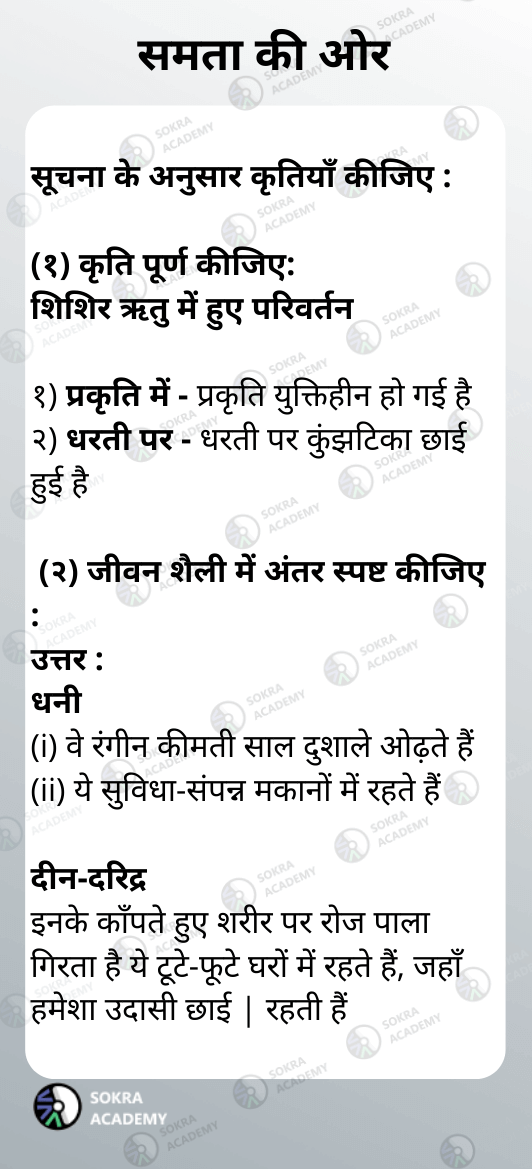 समता की ओर
सूचना के अनुसार कृतियाँ कीजिए :
(१) कृति पूर्ण कीजिए:
शिशिर ऋतु में हुए परिवर्तन
१) प्रकृति में - प्रकृति युक्तिहीन हो गई है
२) धरती पर - धरती पर कुंझटिका छाई
हुई है
(२) जीवन शैली में अंतर स्पष्ट कीजिए
:
उत्तर :
धनी
(i) वे रंगीन कीमती साल दुशाले ओढ़ते हैं
(ii) ये सुविधा-संपन्न मकानों में रहते हैं
दीन-दरिद्र
इनके काँपते हुए शरीर पर रोज पाला
गिरता है ये टूटे-फूटे घरों में रहते हैं, जहाँ
हमेशा उदासी छाई | रहती हैं
SOKRA
ACADEMY